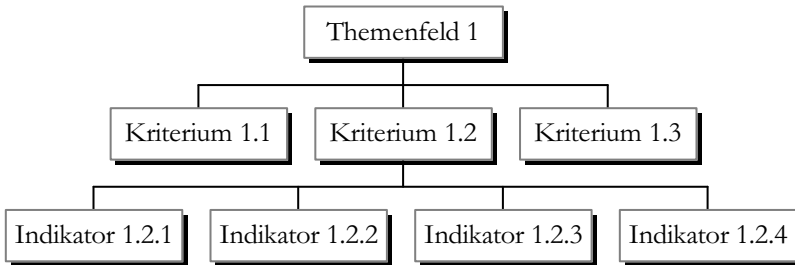 Themenfeld 1
Kriterium 1.1
Kriterium 1.2
Kriterium 1.3
Indikator 1.2.1
Indikator 1.2.2
Indikator 1.2.3
Indikator 1.2.4